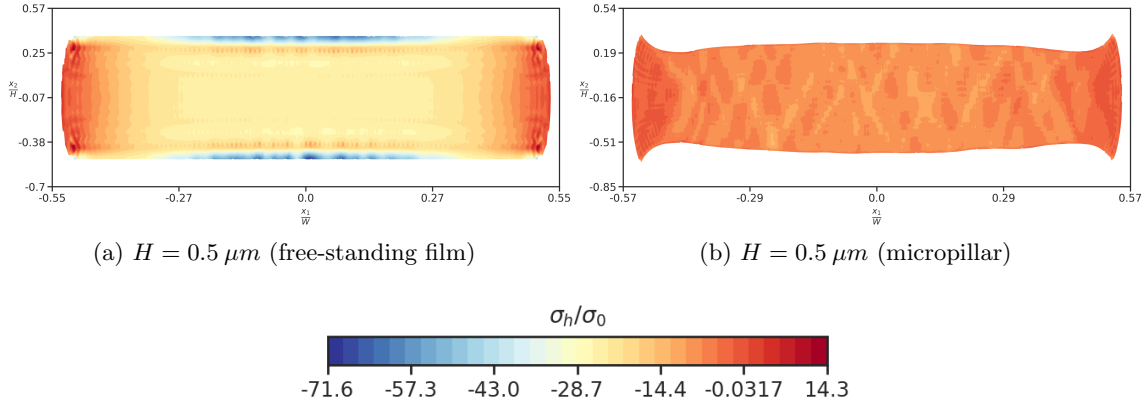 0.57
0.25
-0.07
-0.38
-0.7
x₂/H
-0.55
-0.27
0.0
0.27
0.55
x₁/W
(a) H = 0.5 μm (free-standing film)
0.54
0.19
-0.16
-0.51
-0.85
x₂/H
-0.57
-0.29
0.0
0.29
0.57
x₁/W
(b) H = 0.5 μm (micropillar)
σₕ/σ₀
-71.6 -57.3 -43.0 -28.7 -14.4 -0.0317 14.3